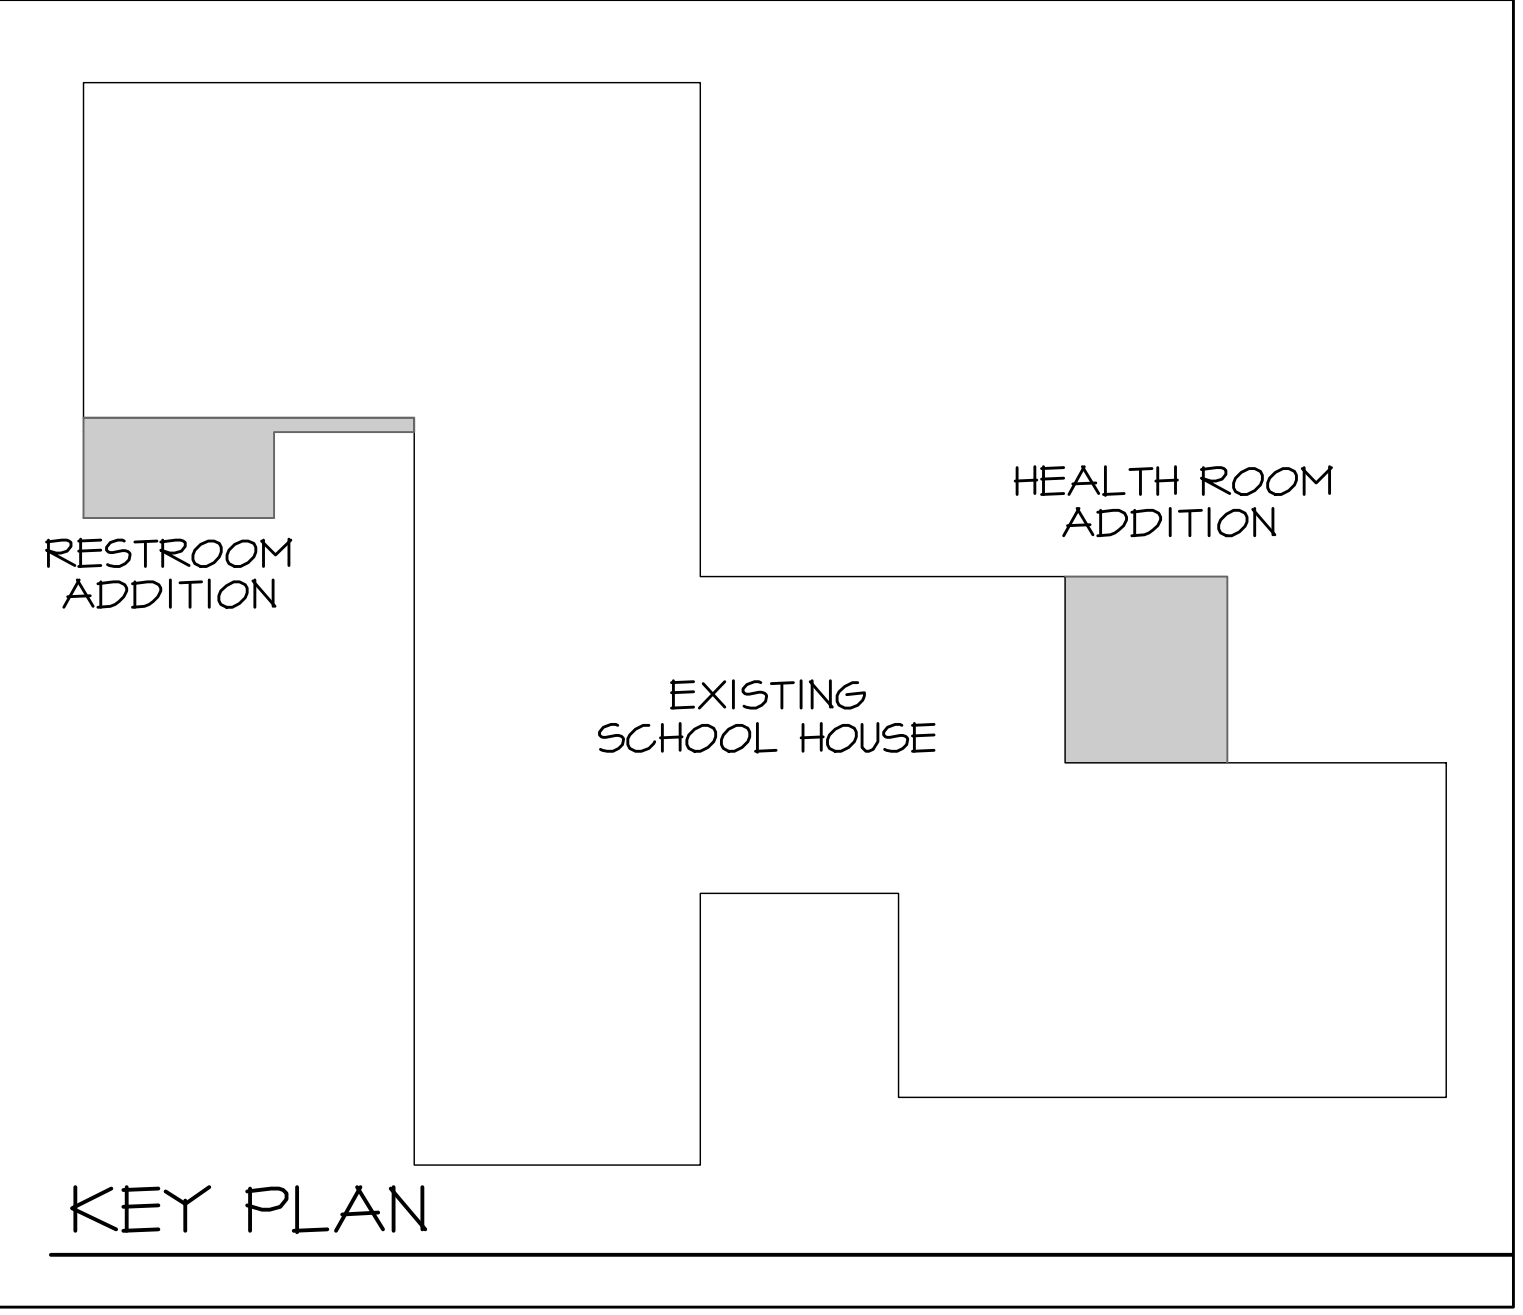 HEALTH ROOM
ADDITION
RESTROOM
ADDITION
EXISTING
SCHOOL HOUSE
KEY PLAN